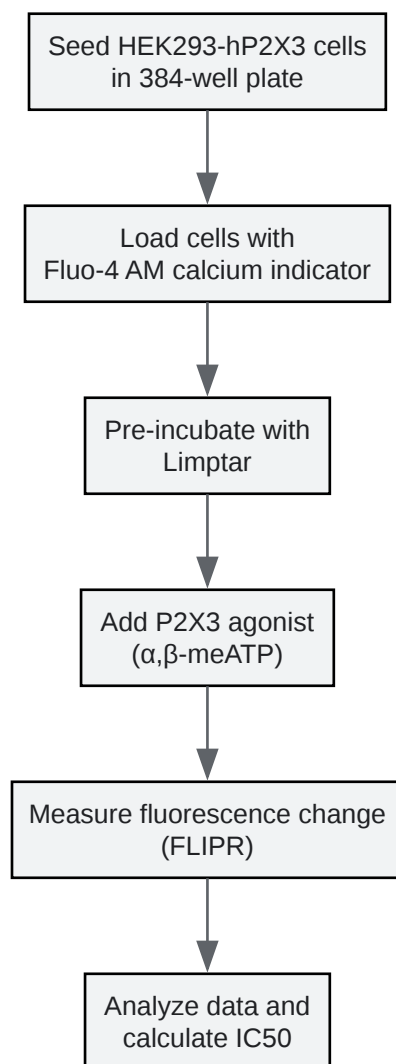 Seed HEK293-hP2X3 cells
in 384-well plate
Load cells with
Fluo-4 AM calcium indicator
Pre-incubate with
Limptar
Add P2X3 agonist
(α,β-meATP)
Measure fluorescence change
(FLIPR)
Analyze data and
calculate IC50